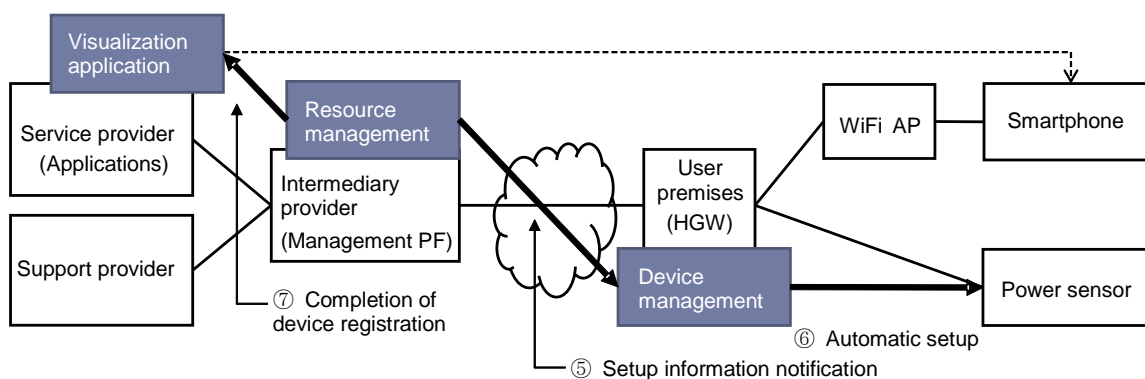 Visualization
application
Service provider
(Applications)
Support provider
Resource
management
Intermediary
provider
(Management PF)
⑦ Completion of
device registration
User
premises
(HGW)
Device
management
WiFi AP
Smartphone
Power sensor
⑥ Automatic setup
⑤ Setup information notification